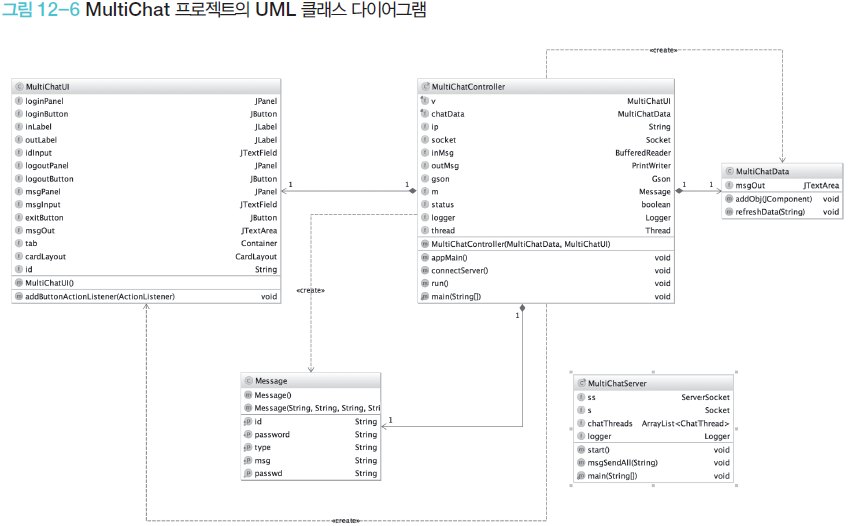 그림 12-6 MultiChat 프로젝트의 UML 클래스 다이어그램
«create»
MultiChatUI
loginPanel JPanel
loginButton JButton
inLabel JLabel
outLabel JLabel
idInput JTextField
logoutPanel JPanel
logoutButton JButton
msgPanel JPanel
msgInput JTextField
exitButton JButton
msgOut JTextArea
tab Container
cardLayout CardLayout
id String
MultiChatUI()
addButtonActionListener(ActionListener) void
1
1
MultiChatController
v MultiChatUI
chatData MultiChatData
ip String
socket Socket
inMsg BufferedReader
outMsg PrintWriter
gson Gson
m Message
status boolean
logger Logger
thread Thread
MultiChatController(MultiChatData, MultiChatUI)
appMain() void
connectServer() void
run() void
main(String[]) void
1
1
MultiChatData
msgOut JTextArea
addObj(JComponent) void
refreshData(String) void
«create»
1
Message
Message()
Message(String, String, String, Stri
id String
password String
type String
msg String
passwd String
1
MultiChatServer
ss ServerSocket
s Socket
chatThreads ArrayList<ChatThread>
logger Logger
start() void
msgSendAll(String) void
main(String[]) void
«create»